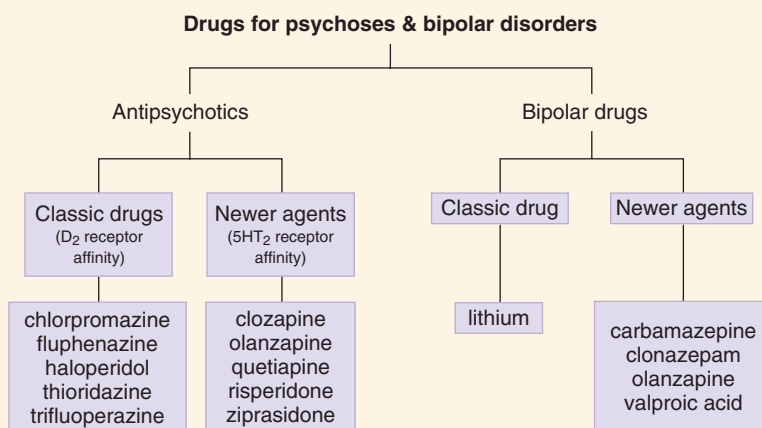 Drugs for psychoses & bipolar disorders
Antipsychotics
Bipolar drugs
Classic drugs
(D₂ receptor
affinity)
Newer agents
(5HT₂ receptor
affinity)
Classic drug
Newer agents
chlorpromazine
fluphenazine
haloperidol
thioridazine
trifluoperazine
clozapine
olanzapine
quetiapine
risperidone
ziprasidone
lithium
carbamazepine
clonazepam
olanzapine
valproic acid